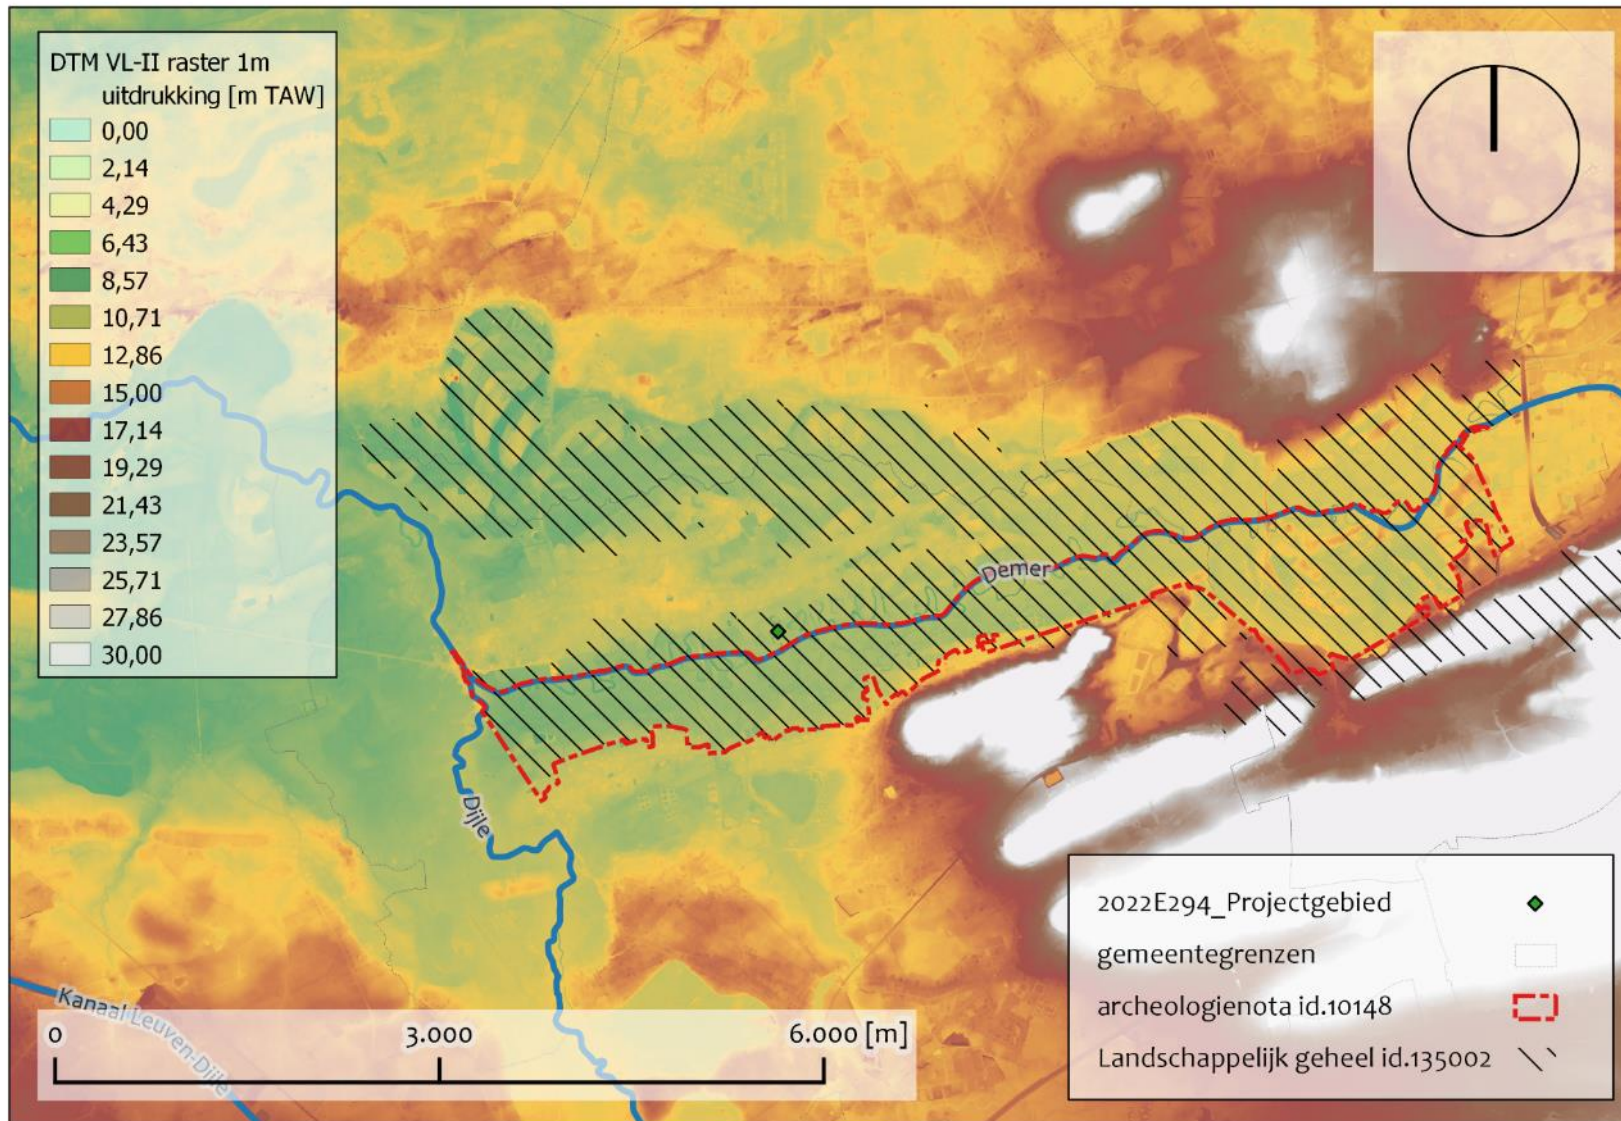 DTM VL-II raster 1m
uitdrukking [m TAW]
0,00
2,14
4,29
6,43
8,57
10,71
12,86
15,00
17,14
19,29
21,43
23,57
25,71
27,86
30,00
Demer
Dijle
Kanaal Leuven-Dijle
0 3.000 6.000 [m]
2022E294_Projectgebied
gemeentegrenzen
archeologienota id.10148
Landschappelijk geheel id.135002